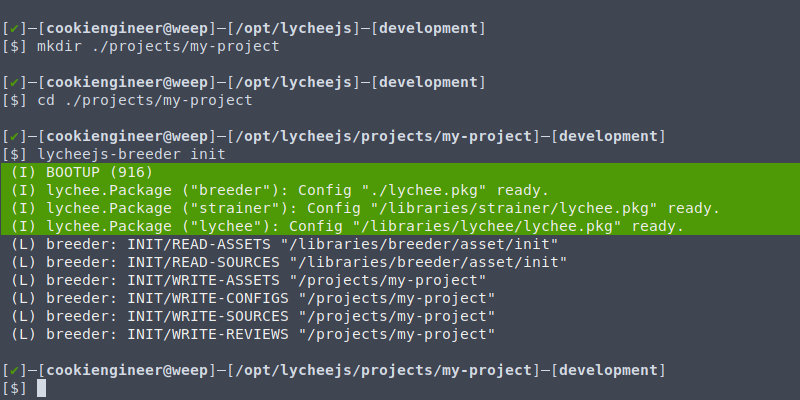 [✔]—[cookiengineer@weep]—[/opt/lycheejs]—[development]
[$] mkdir ./projects/my-project
[✔]—[cookiengineer@weep]—[/opt/lycheejs]—[development]
[$] cd ./projects/my-project
[✔]—[cookiengineer@weep]—[/opt/lycheejs/projects/my-project]—[development]
[$] lycheejs-breeder init
(I) BOOTUP (916)
(I) lychee.Package ("breeder"): Config "./lychee.pkg" ready.
(I) lychee.Package ("strainer"): Config "/libraries/strainer/lychee.pkg" ready.
(I) lychee.Package ("lychee"): Config "/libraries/lychee/lychee.pkg" ready.
(L) breeder: INIT/READ-ASSETS "/libraries/breeder/asset/init"
(L) breeder: INIT/READ-SOURCES "/libraries/breeder/asset/init"
(L) breeder: INIT/WRITE-ASSETS "/projects/my-project"
(L) breeder: INIT/WRITE-CONFIGS "/projects/my-project"
(L) breeder: INIT/WRITE-SOURCES "/projects/my-project"
(L) breeder: INIT/WRITE-REVIEWS "/projects/my-project"
[✔]—[cookiengineer@weep]—[/opt/lycheejs/projects/my-project]—[development]
[$]